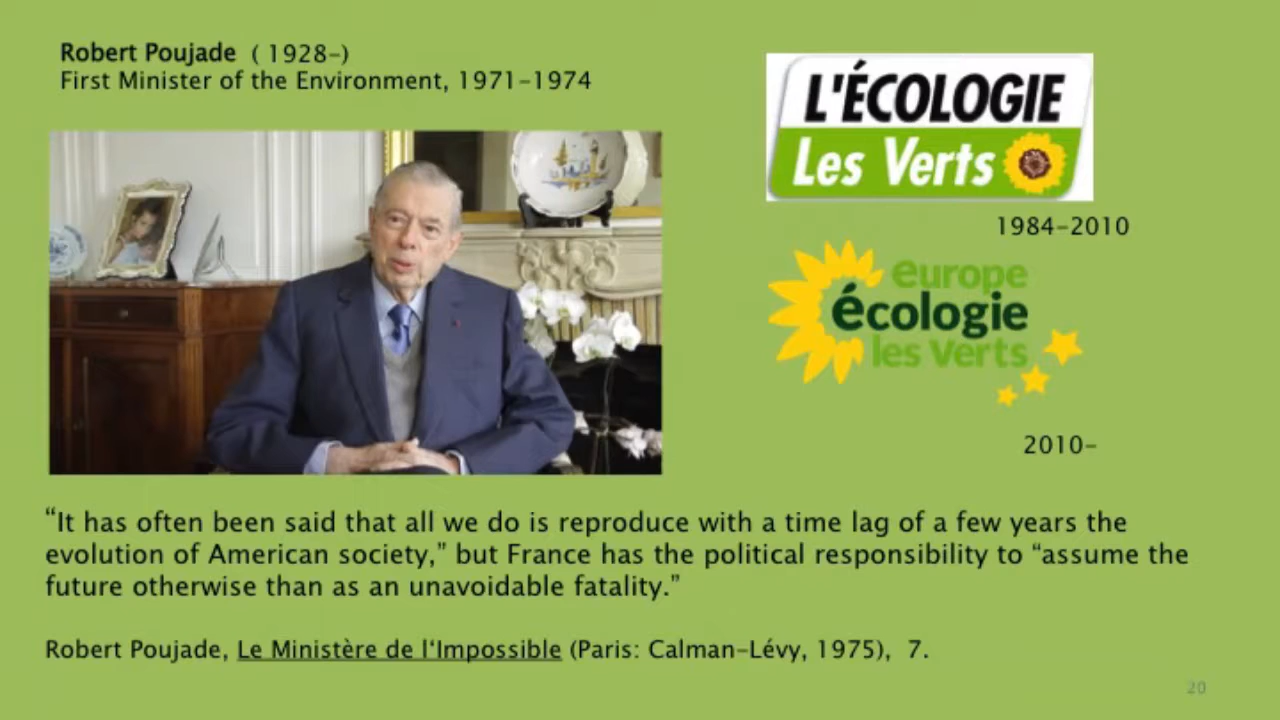 Robert Poujade  ( 1928–)
First Minister of the Environment, 1971–1974
L'ÉCOLOGIE
Les Verts
1984–2010
europe
écologie
les verts
2010–
“It has often been said that all we do is reproduce with a time lag of a few years the
evolution of American society,” but France has the political responsibility to “assume the
future otherwise than as an unavoidable fatality.”
Robert Poujade, Le Ministère de l‘Impossible (Paris: Calman–Lévy, 1975),  7.
20